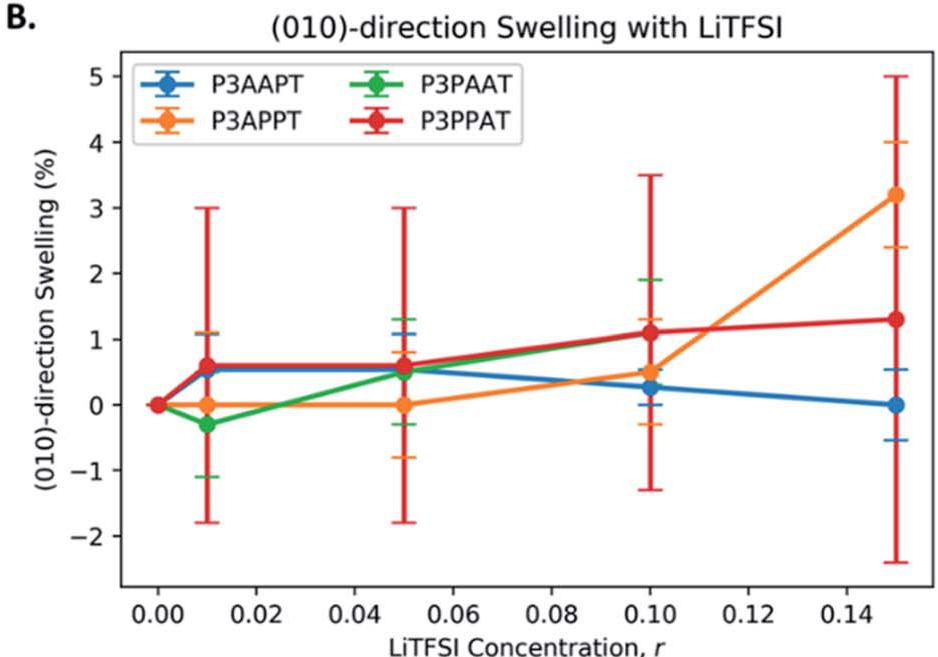 B.
(010)-direction Swelling with LiTFSI
P3AAPT P3PAAT
P3APPT P3PPAT
(010)-direction Swelling (%)
5
4
3
2
1
0
−1
−2
0.00 0.02 0.04 0.06 0.08 0.10 0.12 0.14
LiTFSI Concentration, r